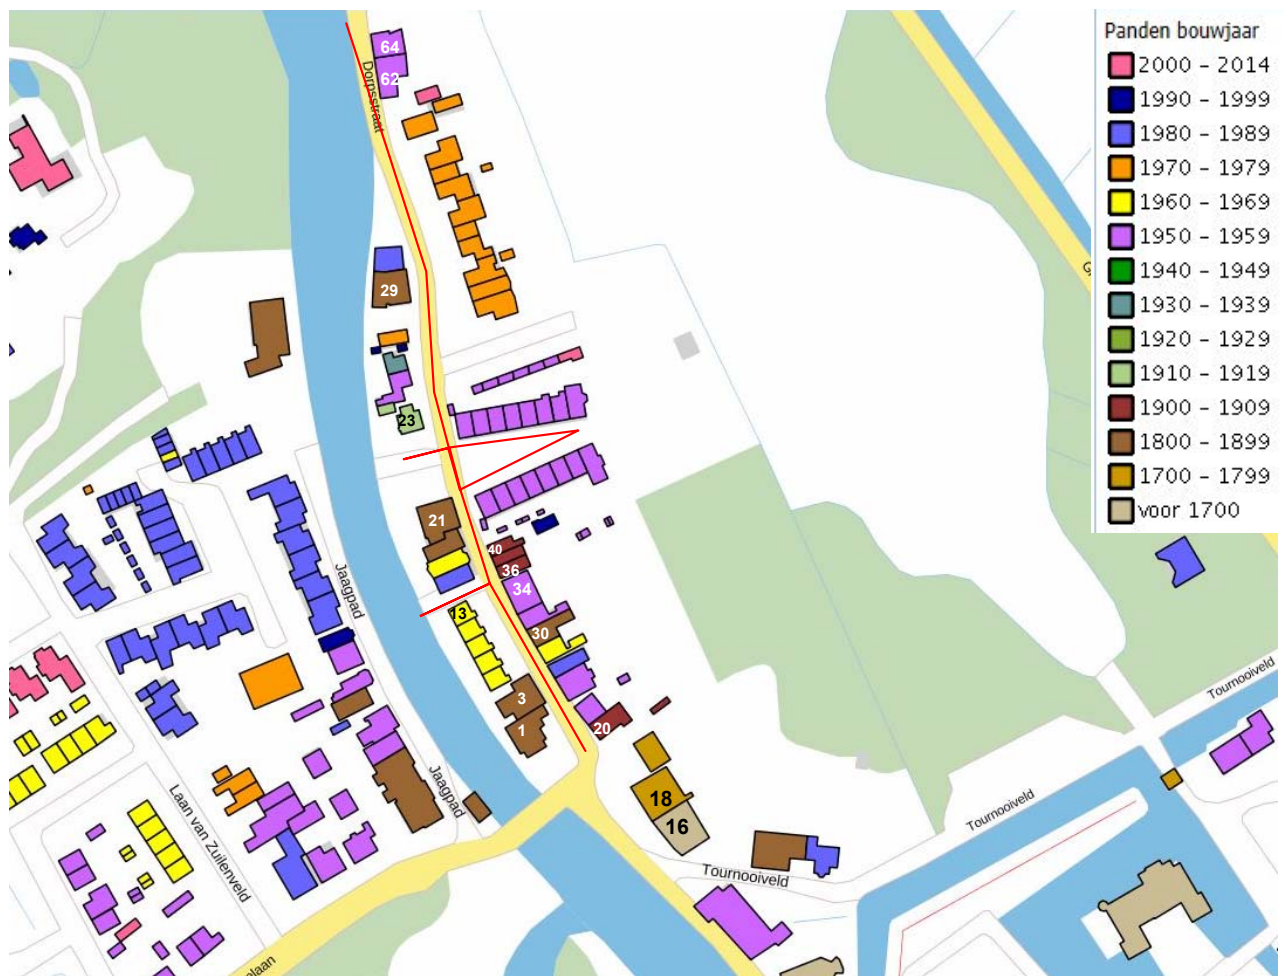 Panden bouwjaar
2000 - 2014
1990 - 1999
1980 - 1989
1970 - 1979
1960 - 1969
1950 - 1959
1940 - 1949
1930 - 1939
1920 - 1929
1910 - 1919
1900 - 1909
1800 - 1899
1700 - 1799
voor 1700
64
62
Dorpsstraat
29
23
21
40
36
34
13
30
3
1
20
18
16
Jaagpad
Jaagpad
Laan van Zuilenveld
Tournooiveld
Tournooiveld
Tournooiveld
elaan
G